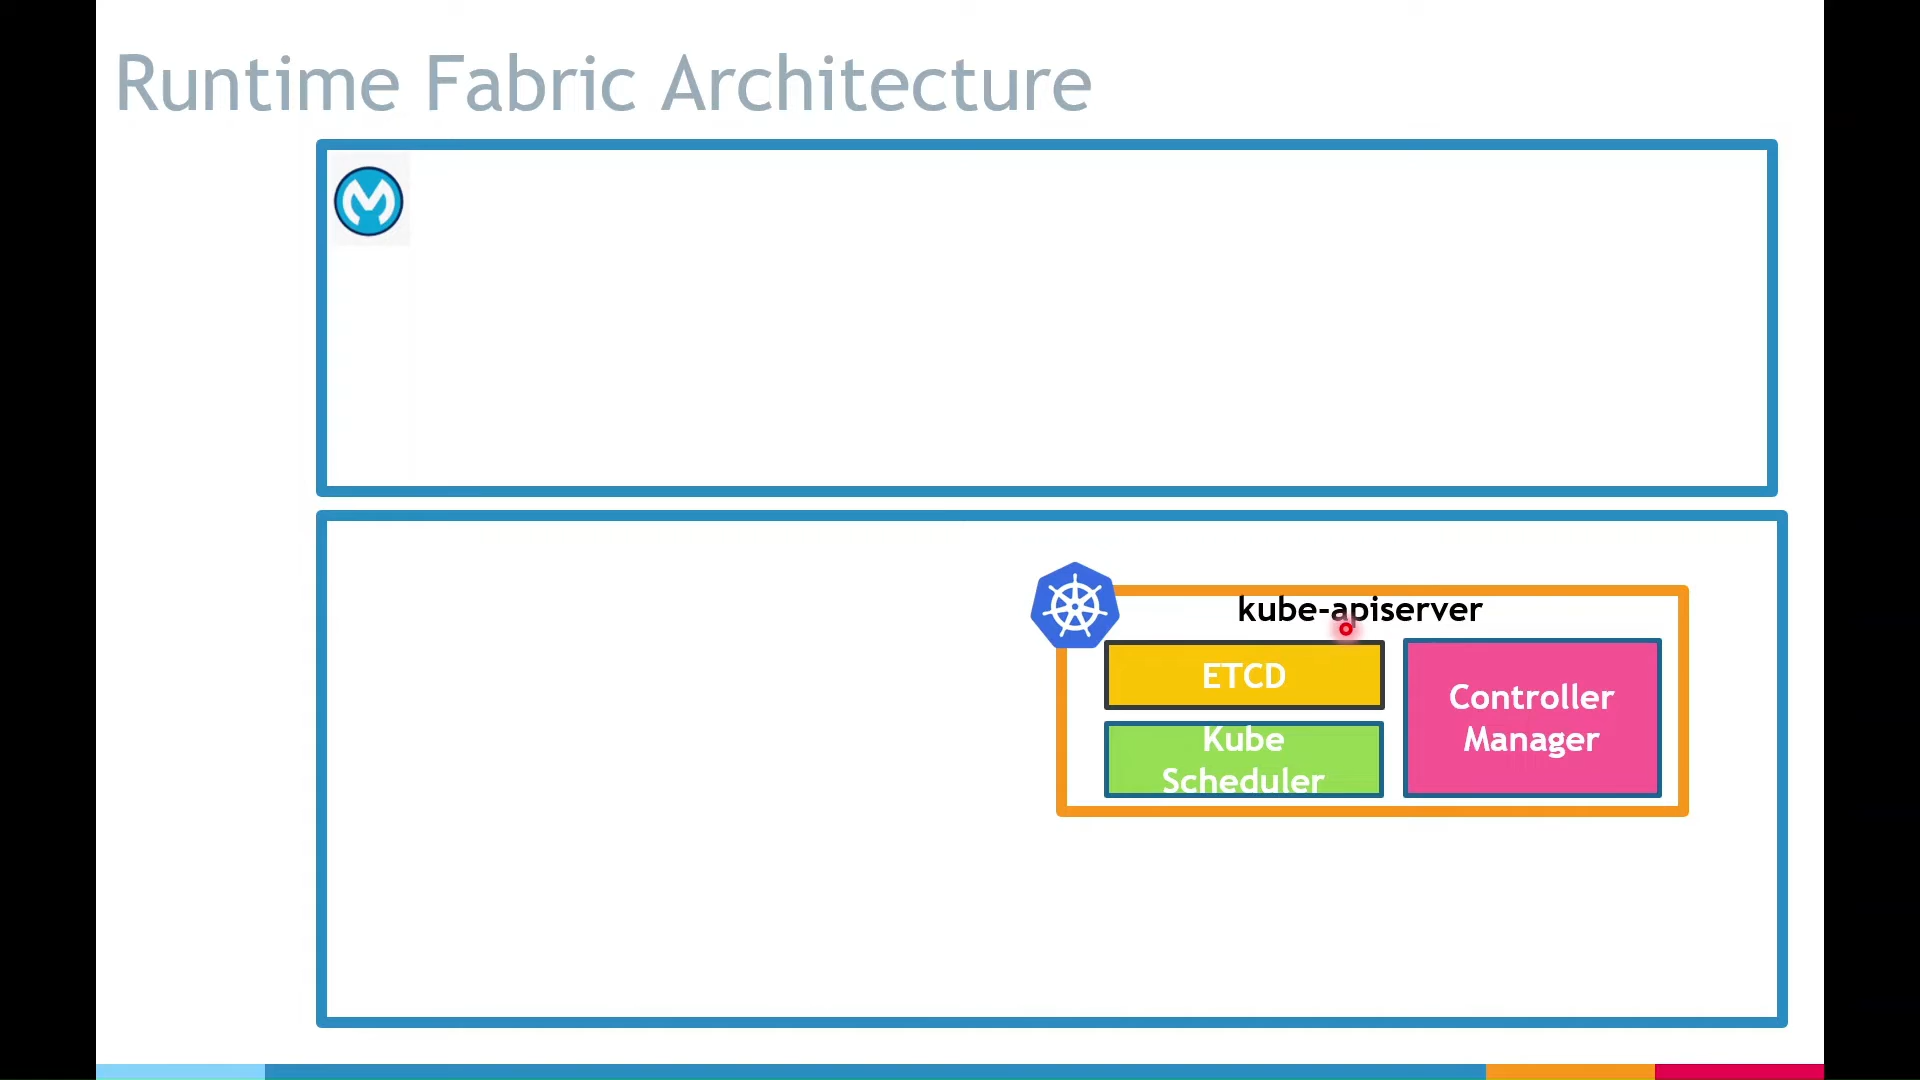 Runtime Fabric Architecture
kube-apiserver
ETCD
Kube
Scheduler
Controller
Manager